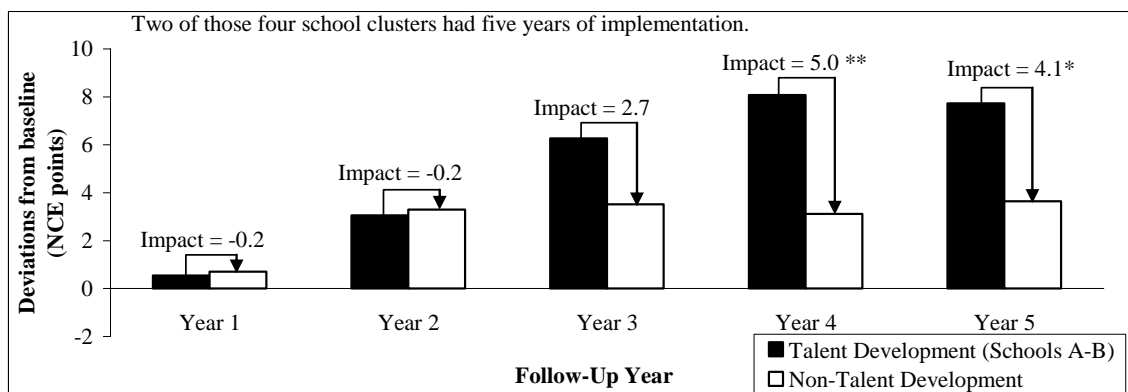 Two of those four school clusters had five years of implementation.
Deviations from baseline
(NCE points)
10
8
6
4
2
0
-2
Impact = -0.2
Impact = -0.2
Impact = 2.7
Impact = 5.0 **
Impact = 4.1*
Year 1
Year 2
Year 3
Year 4
Year 5
Follow-Up Year
Talent Development (Schools A-B)
Non-Talent Development